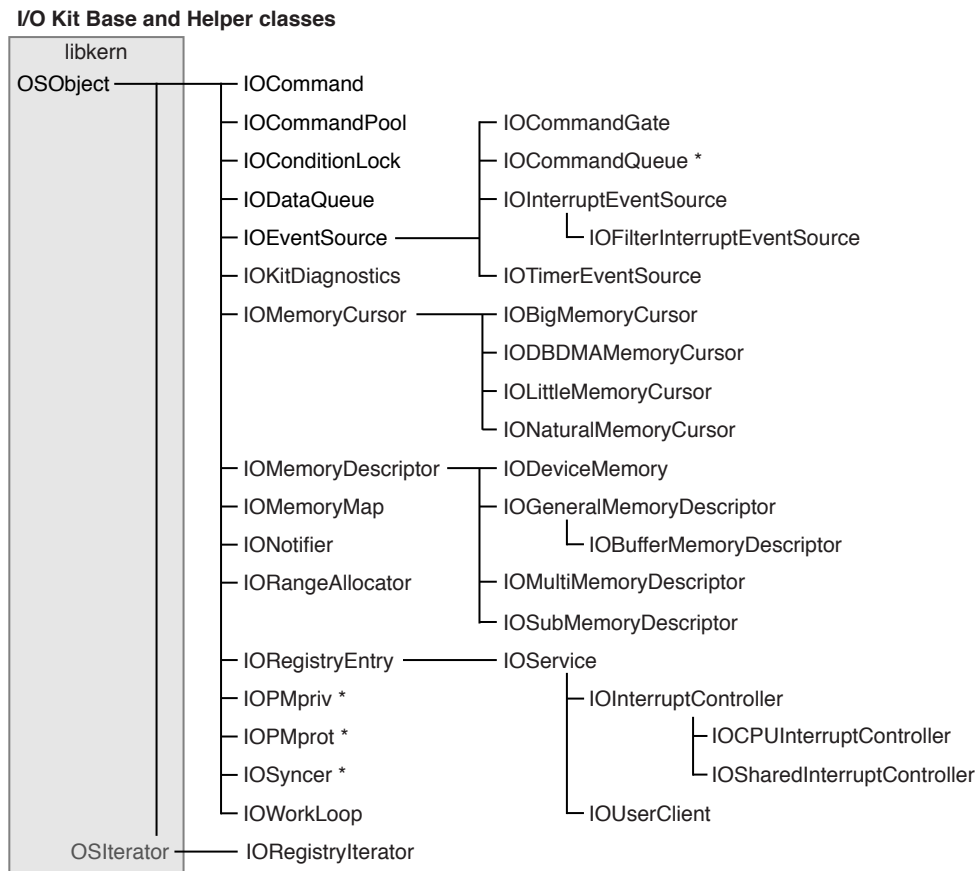 I/O Kit Base and Helper classes
libkern
OSObject
IOCommand
IOCommandPool
IOCommandGate
IOConditionLock
IOCommandQueue *
IODataQueue
IOInterruptEventSource
IOEventSource
IOFilterInterruptEventSource
IOKitDiagnostics
IOTimerEventSource
IOMemoryCursor
IOBigMemoryCursor
IODBDMAMemoryCursor
IOLittleMemoryCursor
IONaturalMemoryCursor
IOMemoryDescriptor
IODeviceMemory
IOMemoryMap
IOGeneralMemoryDescriptor
IONotifier
IOBufferMemoryDescriptor
IORangeAllocator
IOMultiMemoryDescriptor
IOSubMemoryDescriptor
IORegistryEntry
IOService
IOPMpriv *
IOInterruptController
IOPMprot *
IOCPUInterruptController
IOSyncer *
IOSharedInterruptController
IOWorkLoop
IOUserClient
OSIterator
IORegistryIterator